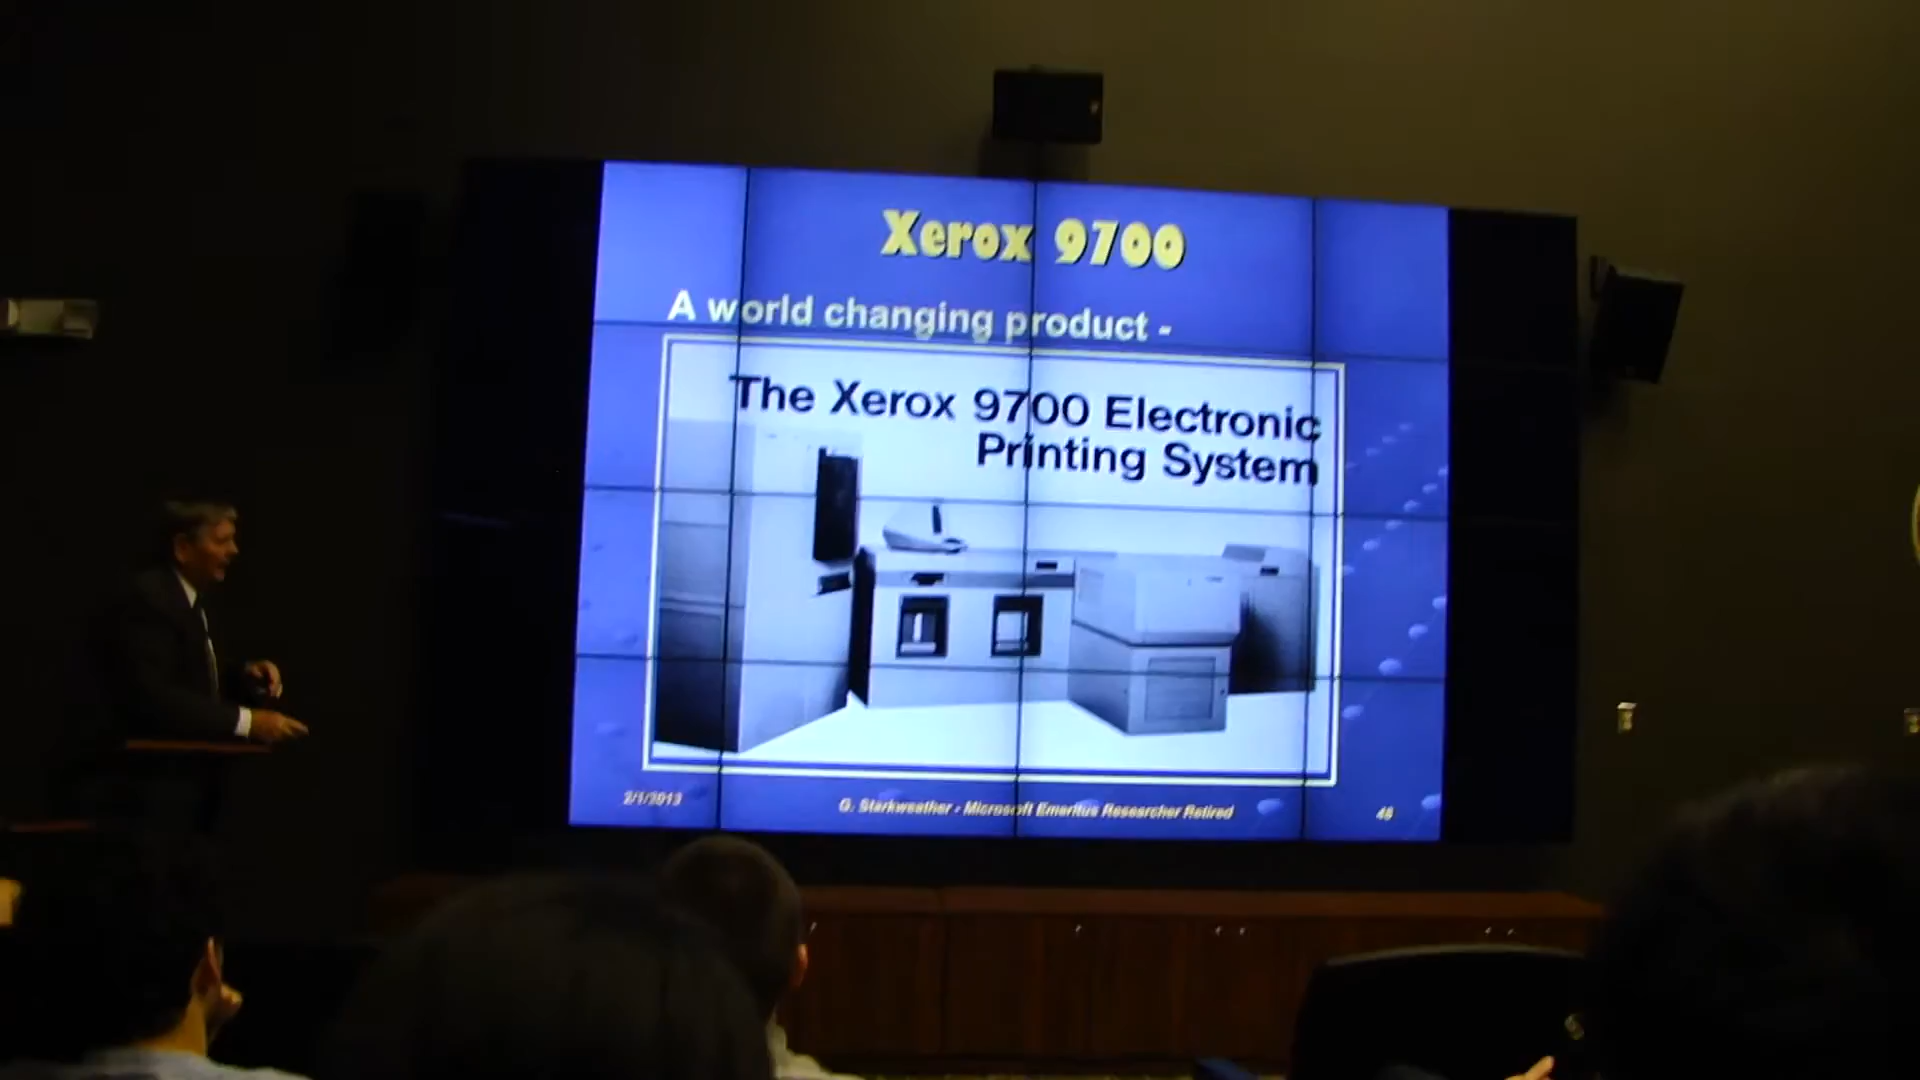 Xerox 9700
A world changing product -
The Xerox 9700 Electronic
Printing System
2/1/2013
G. Starkweather - Microsoft Emeritus Researcher Retired